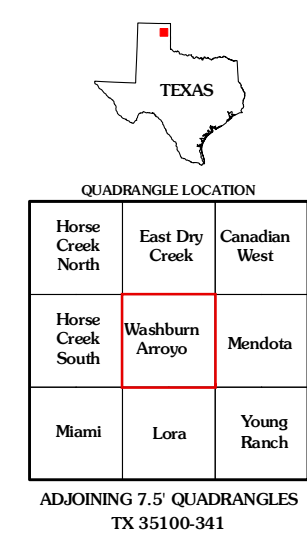 TEXAS
QUADRANGLE LOCATION
Horse
Creek
North
East Dry
Creek
Canadian
West
Horse
Creek
South
Washburn
Arroyo
Mendota
Miami
Lora
Young
Ranch
ADJOINING 7.5' QUADRANGLES
TX 35100-341